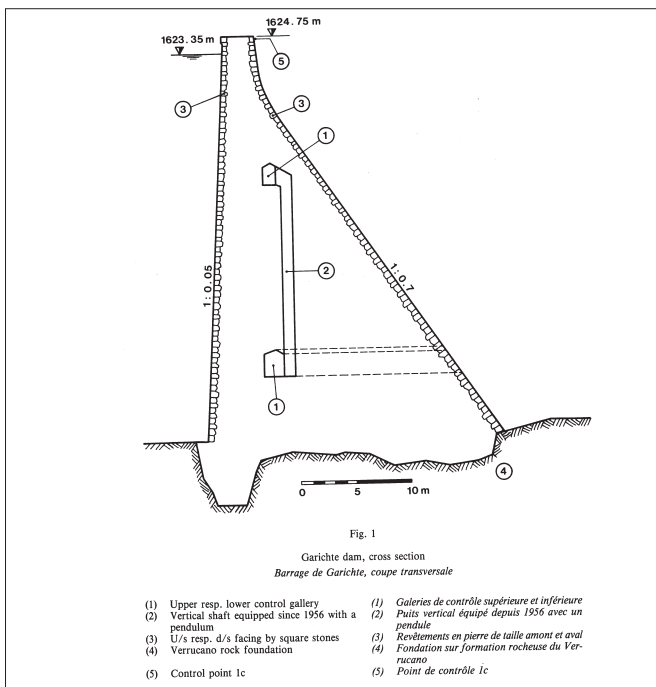 1624.75 m
1623.35 m
5
3
3
1
2
1:0.05
1:0.7
1
4
0 5 10 m
Fig. 1
Garichte dam, cross section
Barrage de Garichte, coupe transversale
(1) Upper resp. lower control gallery
(2) Vertical shaft equipped since 1956 with a
pendulum
(3) U/s resp. d/s facing by square stones
(4) Verrucano rock foundation
(5) Control point 1c
(1) Galeries de contrôle supérieure et inférieure
(2) Puits vertical équipé depuis 1956 avec un
pendule
(3) Revêtements en pierre de taille amont et aval
(4) Fondation sur formation rocheuse du Ver-
rucano
(5) Point de contrôle 1c